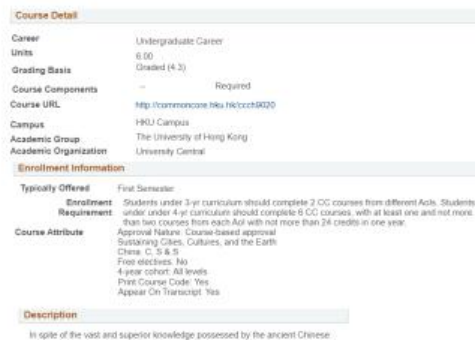 Course Detail
Career Undergraduate Career
Units 6.00
Grading Basis Graded (4.3)
Course Components -- Required
Course URL http://commoncore.hku.hk/ccch9020
Campus HKU Campus
Academic Group The University of Hong Kong
Academic Organization University Central
Enrollment Information
Typically Offered First Semester
Enrollment Students under 3-yr curriculum should complete 2 CC courses from different AoIs. Students
Requirement under under 4-yr curriculum should complete 6 CC courses, with at least one and not more
than two courses from each AoI with not more than 24 credits in one year.
Course Attribute Approval Nature: Course-based approval
Sustaining Cities, Cultures, and the Earth
China: C, S & S
Free electives: No
4-year cohort: All levels
Print Course Code: Yes
Appear On Transcript: Yes
Description
In spite of the vast and superior knowledge possessed by the ancient Chinese